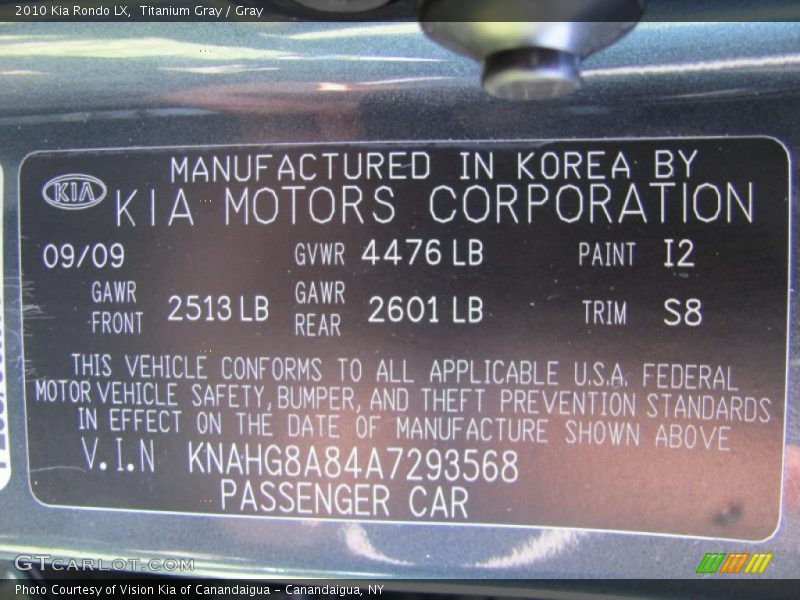 2010 Kia Rondo LX, Titanium Gray / Gray
KIA
MANUFACTURED IN KOREA BY
KIA MOTORS CORPORATION
09/09 GVWR 4476 LB PAINT I2
GAWR FRONT 2513 LB GAWR REAR 2601 LB TRIM S8
THIS VEHICLE CONFORMS TO ALL APPLICABLE U.S.A. FEDERAL
MOTOR VEHICLE SAFETY, BUMPER, AND THEFT PREVENTION STANDARDS
IN EFFECT ON THE DATE OF MANUFACTURE SHOWN ABOVE
V.I.N KNAHG8A84A7293568
PASSENGER CAR
GTCARLOT.COM
Photo Courtesy of Vision Kia of Canandaigua - Canandaigua, NY